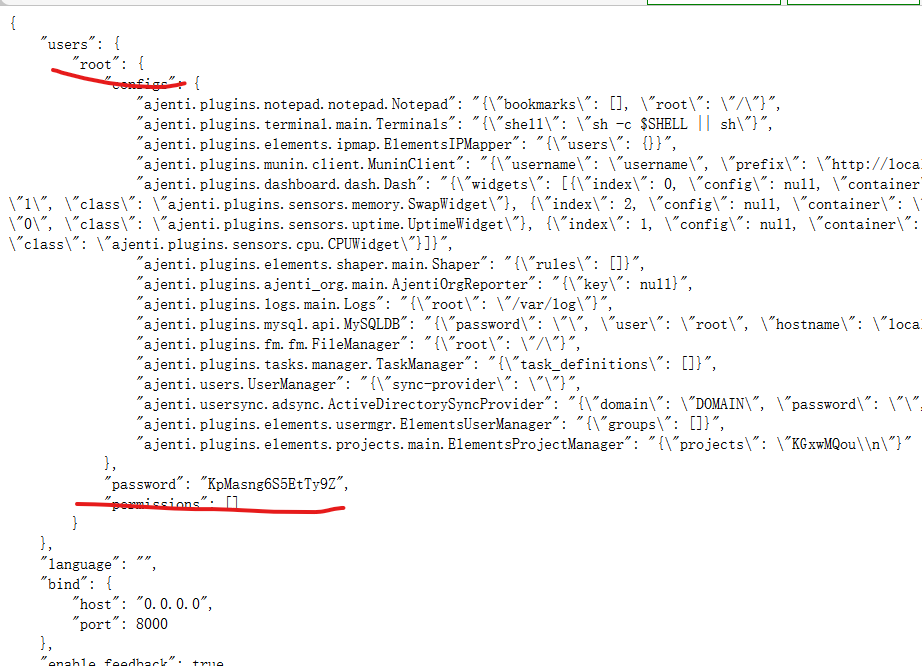 {
"users": {
"root": {
"configs": {
"ajenti.plugins.notepad.notepad.Notepad": "{\"bookmarks\": [], \"root\": \"/\"}",
"ajenti.plugins.terminal.main.Terminals": "{\"shell\": \"sh -c $SHELL || sh\"}",
"ajenti.plugins.elements.ipmap.ElementsIPMapper": "{\"users\": {}}",
"ajenti.plugins.munin.client.MuninClient": "{\"username\": \"username\", \"prefix\": \"http://loca
"ajenti.plugins.dashboard.dash.Dash": "{\"widgets\": [{\"index\": 0, \"config\": null, \"container
\"1\", \"class\": \"ajenti.plugins.sensors.memory.SwapWidget\"}, {\"index\": 2, \"config\": null, \"container\": \"
\"0\", \"class\": \"ajenti.plugins.sensors.uptime.UptimeWidget\"}, {\"index\": 1, \"config\": null, \"container\":
\"class\": \"ajenti.plugins.sensors.cpu.CPUWidget\"}]}",
"ajenti.plugins.elements.shaper.main.Shaper": "{\"rules\": []}",
"ajenti.plugins.ajenti_org.main.AjentiOrgReporter": "{\"key\": null}",
"ajenti.plugins.logs.main.Logs": "{\"root\": \"/var/log\"}",
"ajenti.plugins.mysql.api.MySQLDB": "{\"password\": \"\", \"user\": \"root\", \"hostname\": \"loca
"ajenti.plugins.fm.fm.FileManager": "{\"root\": \"/\"}",
"ajenti.plugins.tasks.manager.TaskManager": "{\"task_definitions\": []}",
"ajenti.users.UserManager": "{\"sync-provider\": \"\"}",
"ajenti.usersync.adsync.ActiveDirectorySyncProvider": "{\"domain\": \"DOMAIN\", \"password\": \"\",
"ajenti.plugins.elements.usermgr.ElementsUserManager": "{\"groups\": []}",
"ajenti.plugins.elements.projects.main.ElementsProjectManager": "{\"projects\": \"KGxwMQou\\n\"}"
},
"password": "KpMasng6S5EtTy9Z",
"permissions": []
}
},
"language": "",
"bind": {
"host": "0.0.0.0",
"port": 8000
},
"enable_feedback": true